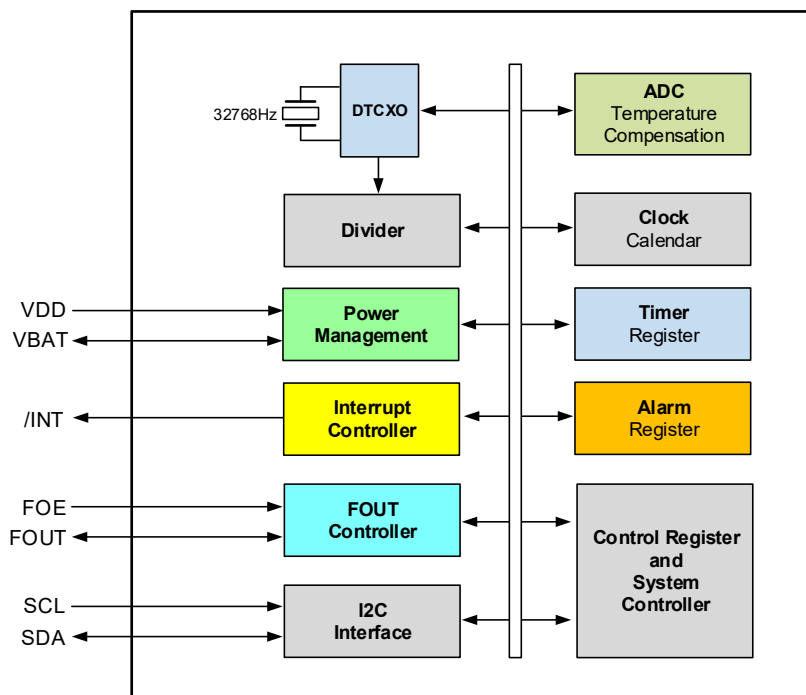 32768Hz
DTCXO
ADC
Temperature
Compensation
Divider
Clock
Calendar
VDD
VBAT
Power
Management
Timer
Register
/INT
Interrupt
Controller
Alarm
Register
FOE
FOUT
FOUT
Controller
Control Register
and
System
Controller
SCL
SDA
I2C
Interface